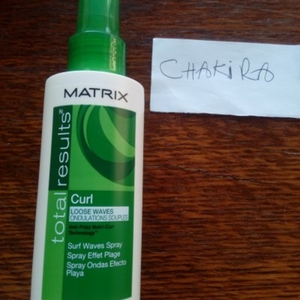 MATRIX
total results
Curl
LOOSE WAVES
ONDULATIONS SOUPLES
Technology™
Surf Waves Spray
Spray Effet Plage
Spray Ondas Efecto
Playa
CHAKiRA